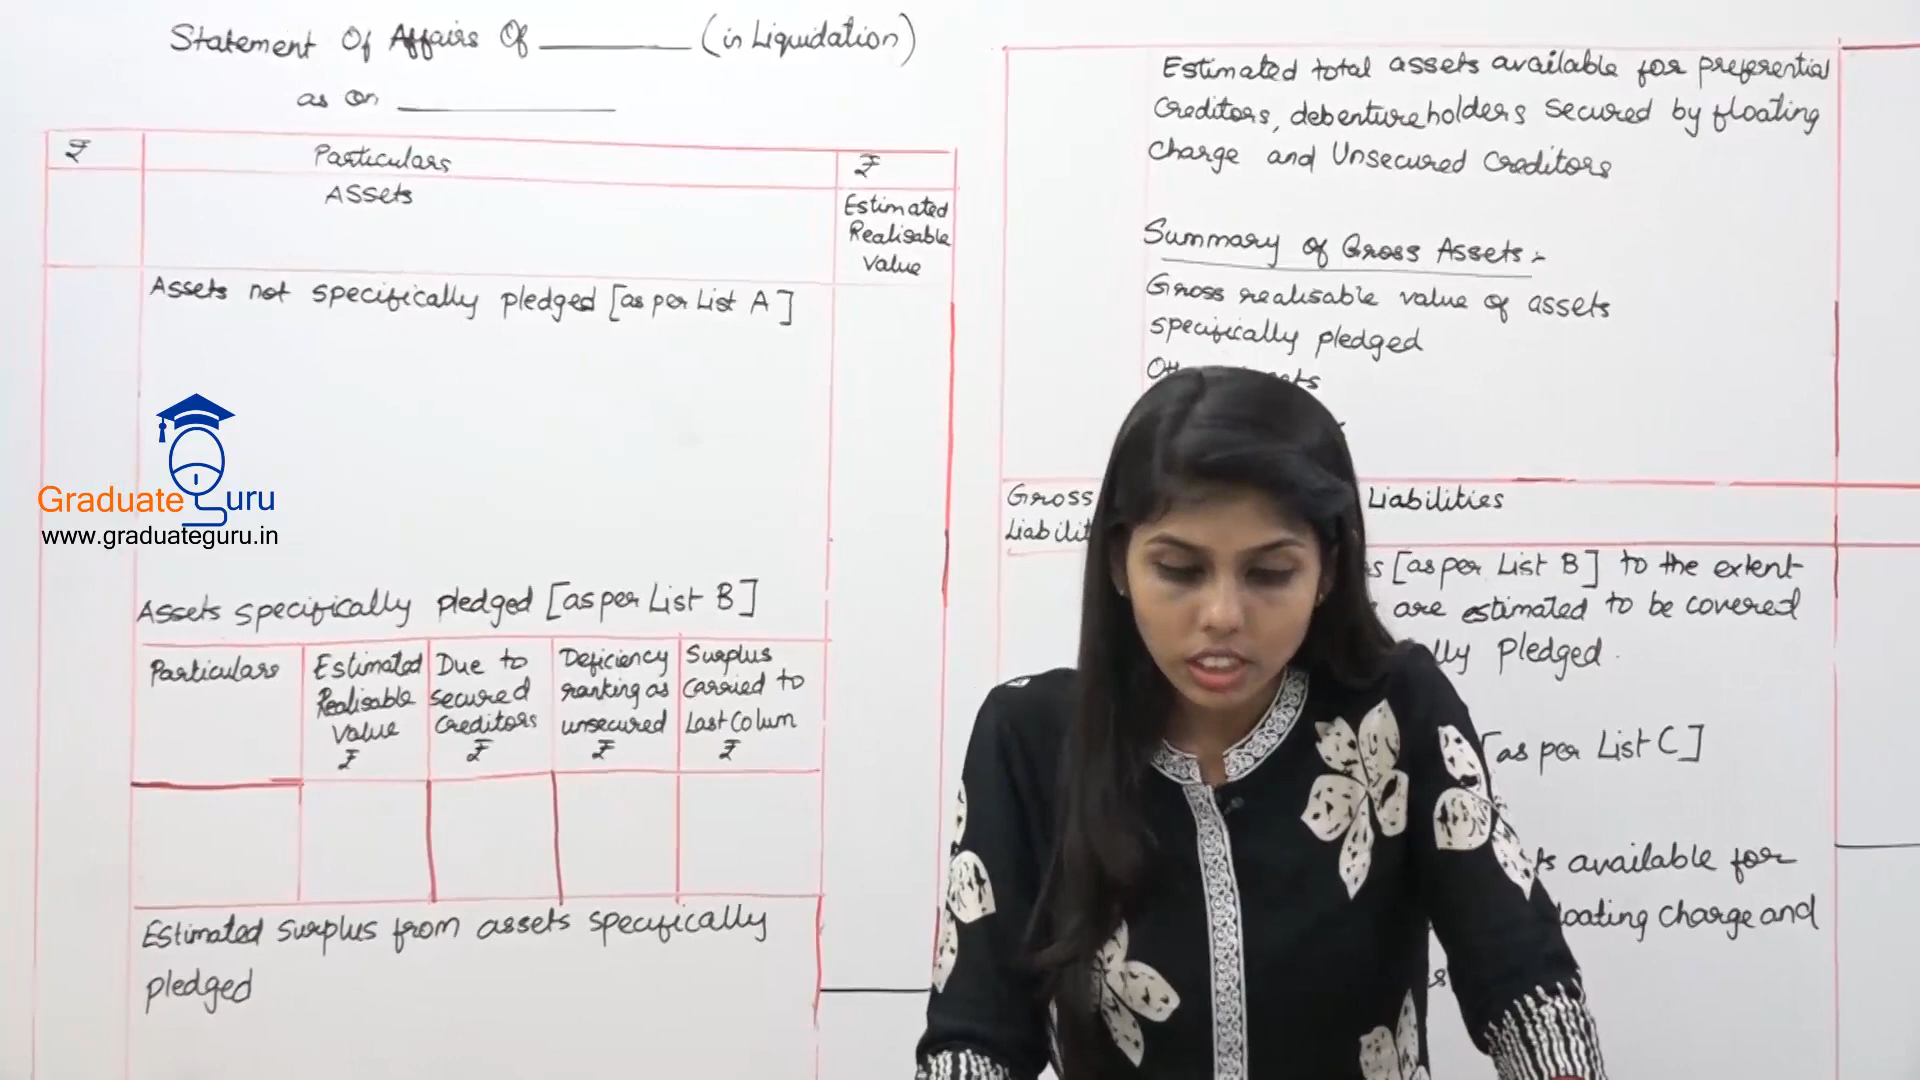 Statement Of Affairs Of ________ (in Liquidation)
as on ____________
₹ Particulars ₹
Assets
Estimated
Realisable
Value
Assets not specifically pledged [as per List A]
Graduate uru
www.graduateguru.in
Assets specifically pledged [as per List B]
Particulars
Estimated
Realisable
Value
₹
Due to
secured
Creditors
₹
Deficiency
ranking as
unsecured
₹
Surplus
Carried to
Last Colum
₹
Estimated surplus from assets specifically
pledged
Estimated total assets available for preferential
Creditors, debentureholders secured by floating
Charge and Unsecured Creditors
Summary of Gross Assets:-
Gross realisable value of assets
specifically pledged
Gross
Liabilities
[as per List B] to the extent
are estimated to be covered
Pledged
[as per List C]
available for
floating Charge and